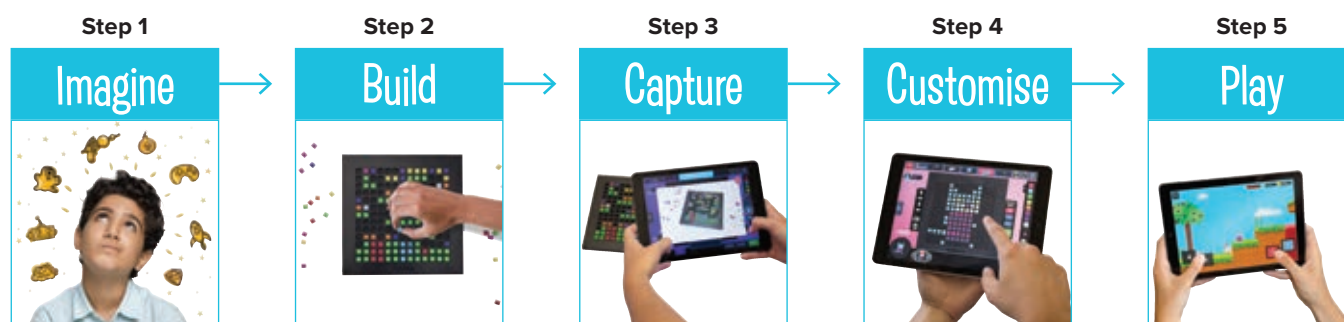 Step 1
Imagine
Step 2
Build
Step 3
Capture
Step 4
Customise
Step 5
Play